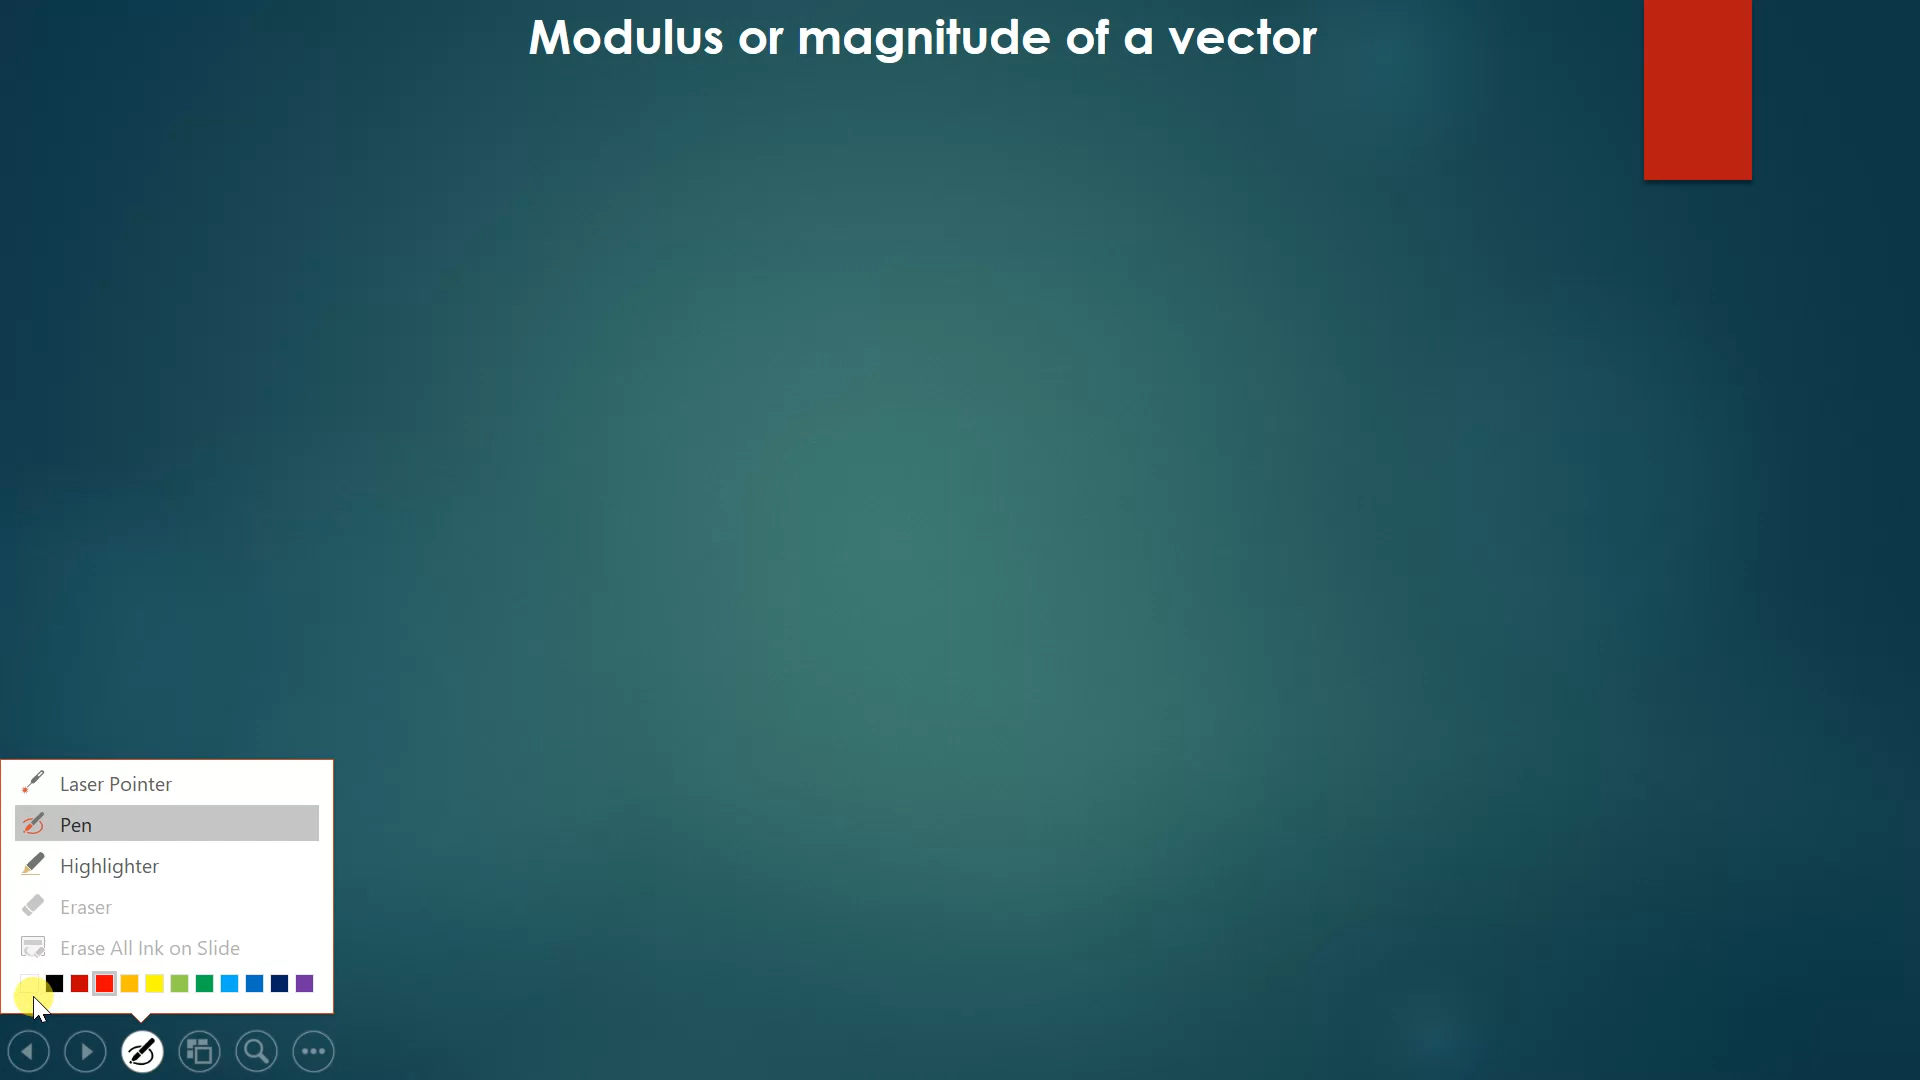 Modulus or magnitude of a vector
Laser Pointer
Pen
Highlighter
Eraser
Erase All Ink on Slide